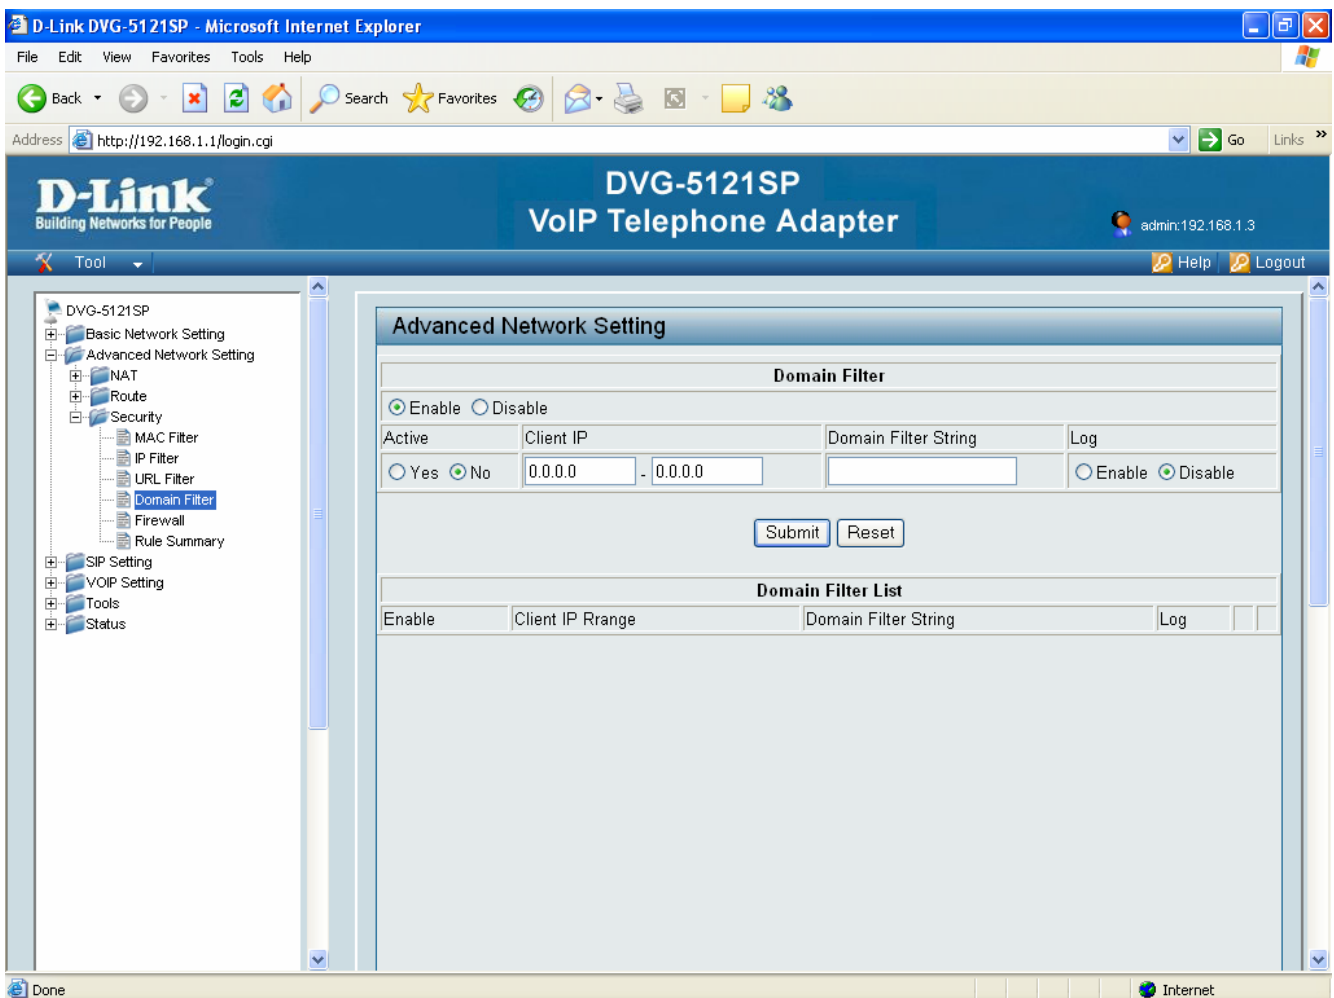 D-Link DVG-5121SP - Microsoft Internet Explorer
File Edit View Favorites Tools Help
Back Search Favorites
Address http://192.168.1.1/login.cgi Go Links »
D-Link®
Building Networks for People
DVG-5121SP
VoIP Telephone Adapter
admin:192.168.1.3
Tool Help Logout
DVG-5121SP
Basic Network Setting
Advanced Network Setting
NAT
Route
Security
MAC Filter
IP Filter
URL Filter
Domain Filter
Firewall
Rule Summary
SIP Setting
VOIP Setting
Tools
Status
Advanced Network Setting
Domain Filter
Enable Disable
Active Client IP Domain Filter String Log
Yes No 0.0.0.0 - 0.0.0.0 Enable Disable
Submit Reset
Domain Filter List
Enable Client IP Rrange Domain Filter String Log
Done Internet